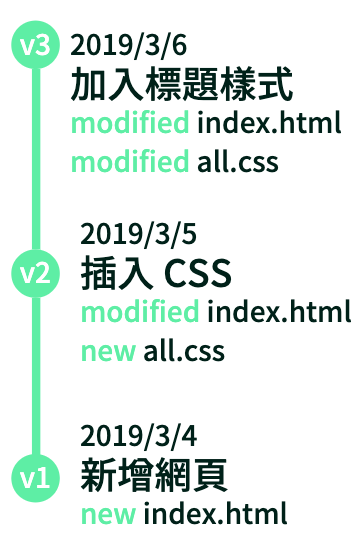 v3
2019/3/6
加入標題樣式
modified index.html
modified all.css
v2
2019/3/5
插入 CSS
modified index.html
new all.css
v1
2019/3/4
新增網頁
new index.html